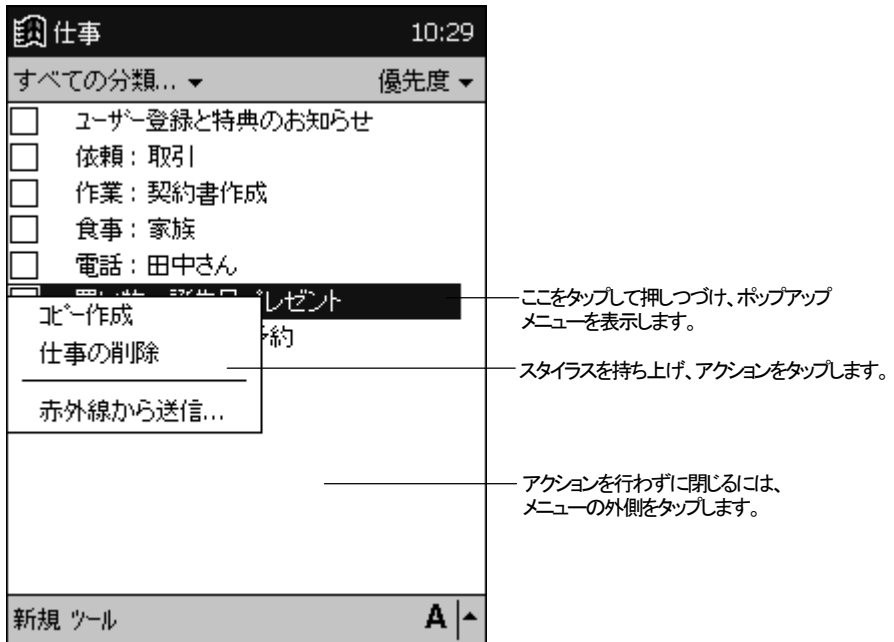 仕事 10:29
すべての分類... 優先度
ユーザー登録と特典のお知らせ
依頼：取引
作業：契約書作成
食事：家族
電話：田中さん
プレゼント
予約
コピー作成
仕事の削除
赤外線から送信...
新規 ツール A
ここをタップして押しつづけ、ポップアップ
メニューを表示します。
スタイラスを持ち上げ、アクションをタップします。
アクションを行わずに閉じるには、
メニューの外側をタップします。